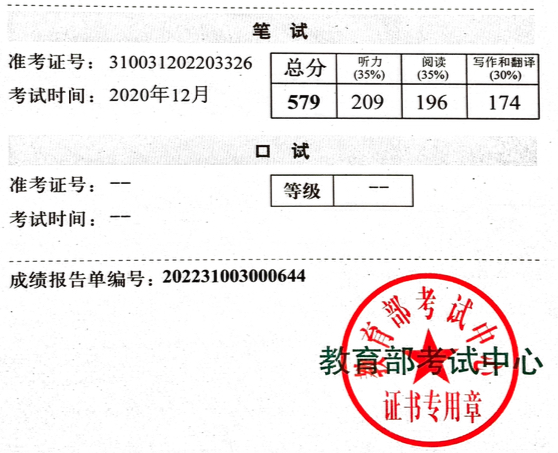 笔 试
准考证号：310031202203326
考试时间：2020年12月
总分 听力 (35%) 阅读 (35%) 写作和翻译 (30%)
579 209 196 174
口 试
准考证号：--
等级 --
考试时间：--
成绩报告单编号：202231003000644
教育部考试中心
教育部考试中心
证书专用章